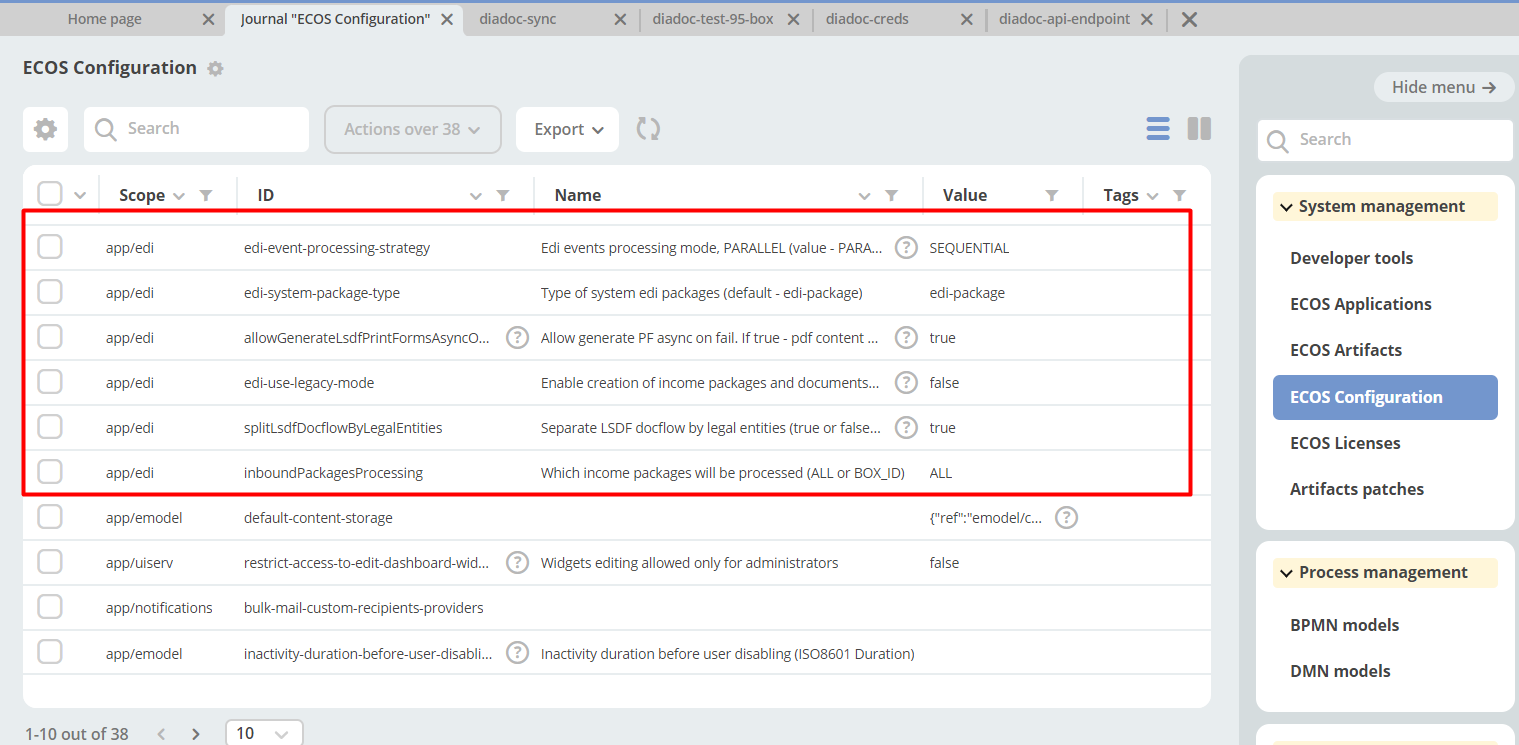 Home page
Journal "ECOS Configuration"
diadoc-sync
diadoc-test-95-box
diadoc-creds
diadoc-api-endpoint
ECOS Configuration
Hide menu
Search
Actions over 38
Export
Search
Scope ID Name Value Tags
app/edi edi-event-processing-strategy Edi events processing mode, PARALLEL (value - PARA... SEQUENTIAL
app/edi edi-system-package-type Type of system edi packages (default - edi-package) edi-package
app/edi allowGenerateLsdfPrintFormsAsyncO... Allow generate PF async on fail. If true - pdf content ... true
app/edi edi-use-legacy-mode Enable creation of income packages and documents... false
app/edi splitLsdfDocflowByLegalEntities Separate LSDF docflow by legal entities (true or false... true
app/edi inboundPackagesProcessing Which income packages will be processed (ALL or BOX_ID) ALL
app/emodel default-content-storage {"ref":"emodel/c...
app/uiserv restrict-access-to-edit-dashboard-wid... Widgets editing allowed only for administrators false
app/notifications bulk-mail-custom-recipients-providers
app/emodel inactivity-duration-before-user-disabli... Inactivity duration before user disabling (ISO8601 Duration)
1-10 out of 38
10
System management
Developer tools
ECOS Applications
ECOS Artifacts
ECOS Configuration
ECOS Licenses
Artifacts patches
Process management
BPMN models
DMN models